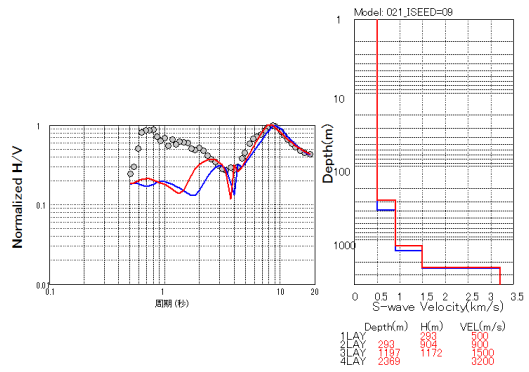 Model: 021_ISEED=09
1
10
100
1000
Depth(m)
0 0.5 1 1.5 2 2.5 3 3.5
S-wave Velocity(km/s)
Normalized H/V
1
0.1
0.01
0.1 1 10 20
周期(秒)
Depth(m) H(m) VEL(m/s)
1LAY 293 500
2LAY 293 904 900
3LAY 1197 1172 1500
4LAY 2369 3200